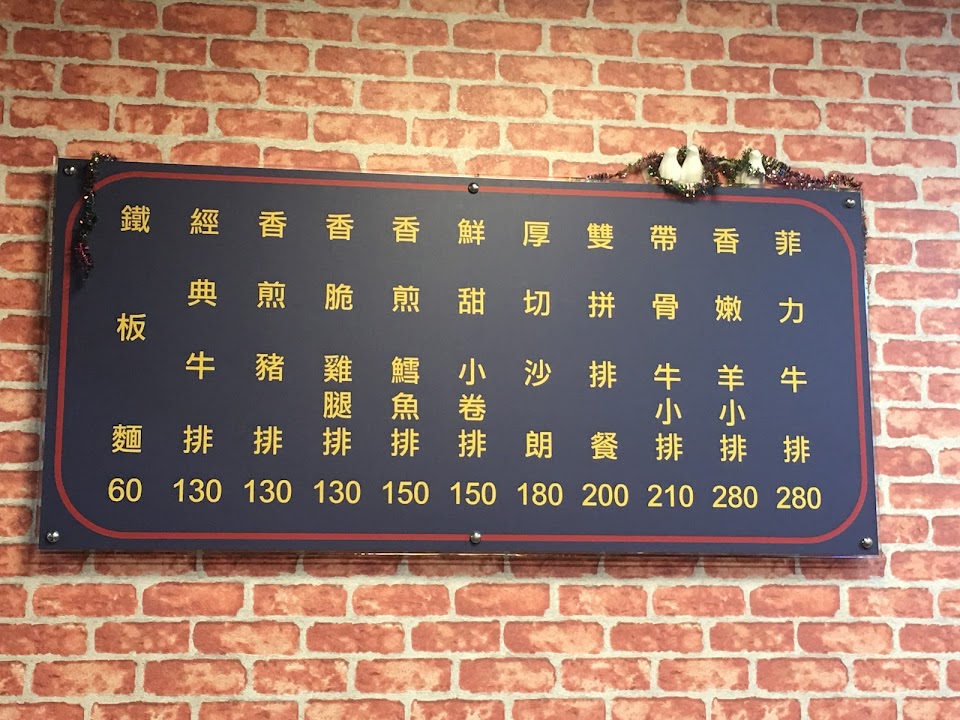 鐵板麵 60
經典牛排 130
香煎豬排 130
香脆雞腿排 130
香煎鱈魚排 150
鮮甜小卷排 150
厚切沙朗 180
雙拼排餐 200
帶骨牛小排 210
香嫩羊小排 280
菲力牛排 280